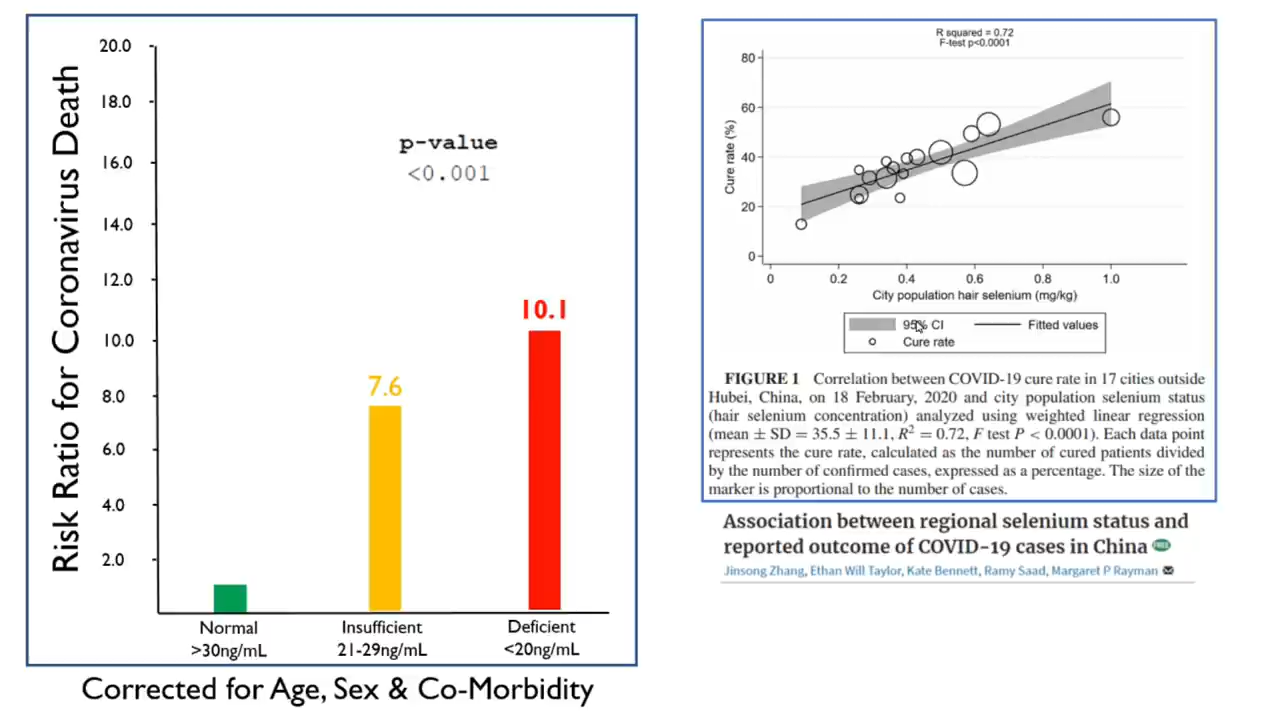 Risk Ratio for Coronavirus Death
20.0
18.0
16.0
14.0
12.0
10.0
8.0
6.0
4.0
2.0
p-value
<0.001
7.6
10.1
Normal
>30ng/mL
Insufficient
21-29ng/mL
Deficient
<20ng/mL
Corrected for Age, Sex & Co-Morbidity
R squared = 0.72
F-test p<0.0001
Cure rate (%)
80
60
40
20
0
0 0.2 0.4 0.6 0.8 1.0
City population hair selenium (mg/kg)
95% CI Fitted values
Cure rate
FIGURE 1 Correlation between COVID-19 cure rate in 17 cities outside
Hubei, China, on 18 February, 2020 and city population selenium status
(hair selenium concentration) analyzed using weighted linear regression
(mean ± SD = 35.5 ± 11.1, R² = 0.72, F test P < 0.0001). Each data point
represents the cure rate, calculated as the number of cured patients divided
by the number of confirmed cases, expressed as a percentage. The size of the
marker is proportional to the number of cases.
Association between regional selenium status and
reported outcome of COVID-19 cases in China FREE
Jinsong Zhang, Ethan Will Taylor, Kate Bennett, Ramy Saad, Margaret P Rayman